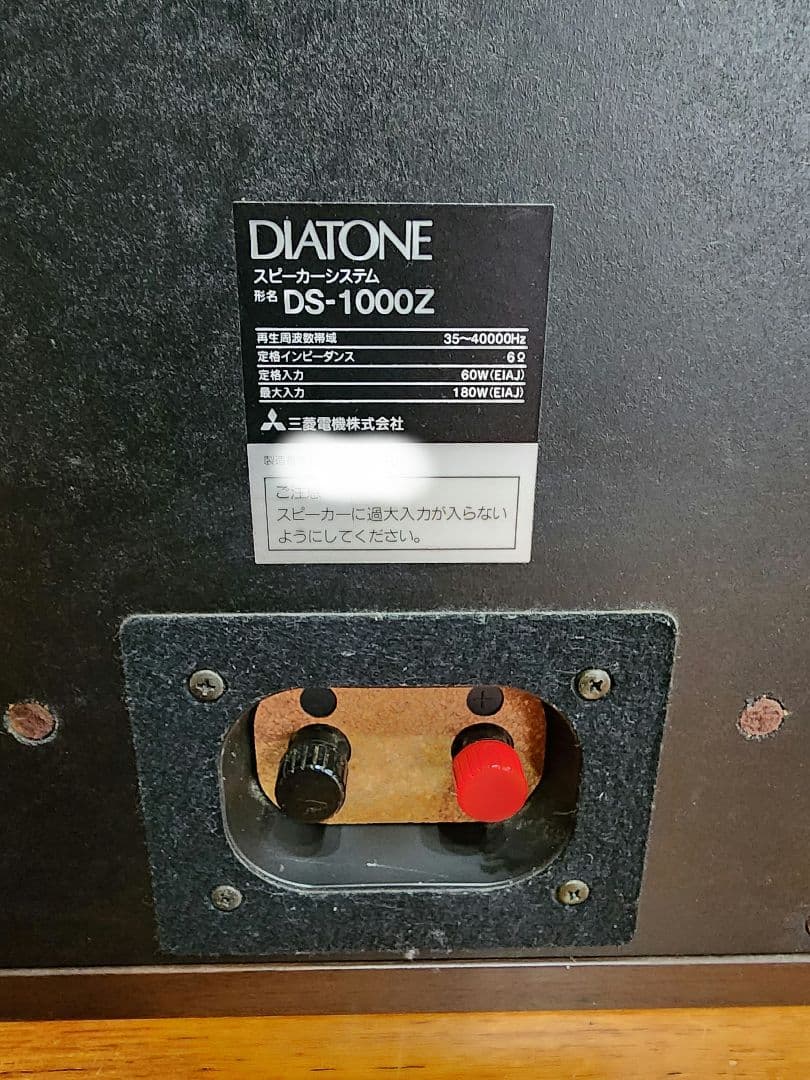 DIATONE
スピーカーシステム
形名 DS-1000Z
再生周波数帯域 35〜40000Hz
定格インピーダンス 6Ω
定格入力 60W(EIAJ)
最大入力 180W(EIAJ)
三菱電機株式会社
ご注意
スピーカーに過大入力が入らない
ようにしてください。
+